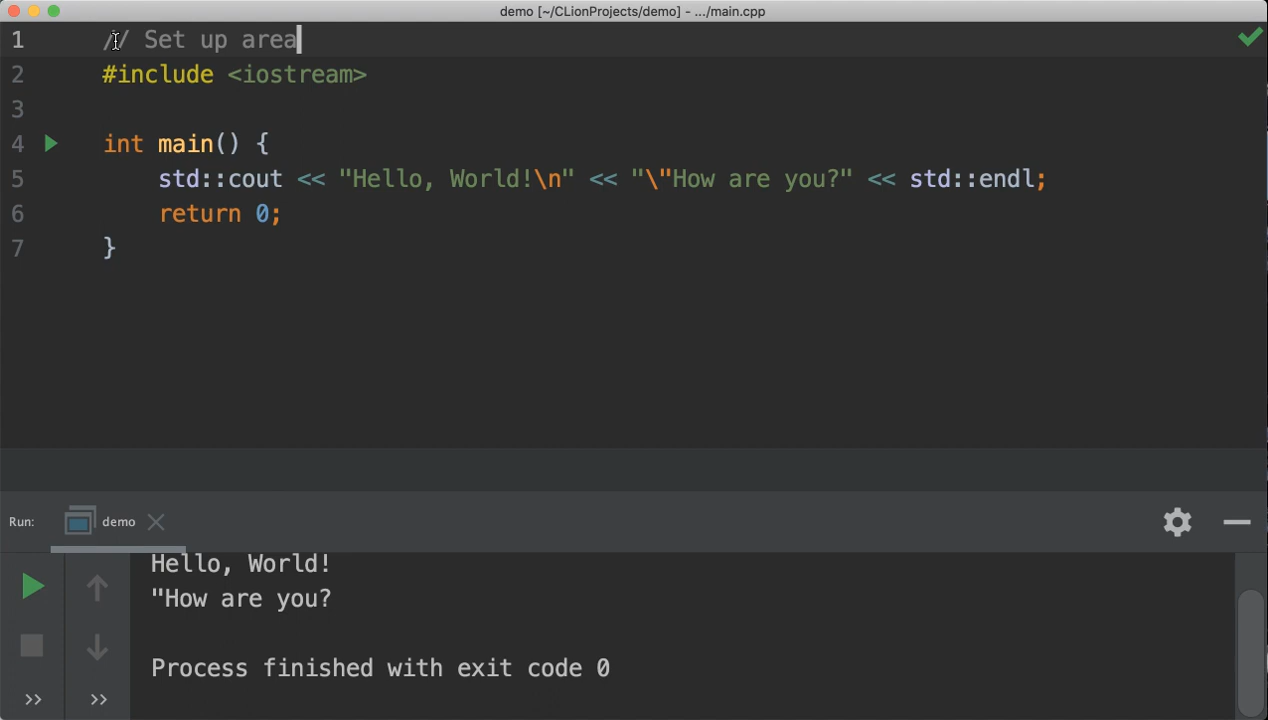 demo [~/CLionProjects/demo] - .../main.cpp
1 // Set up area
2 #include <iostream>
3
4 int main() {
5 std::cout << "Hello, World!\n" << "\"How are you?" << std::endl;
6 return 0;
7 }
Run: demo
Hello, World!
"How are you?
Process finished with exit code 0